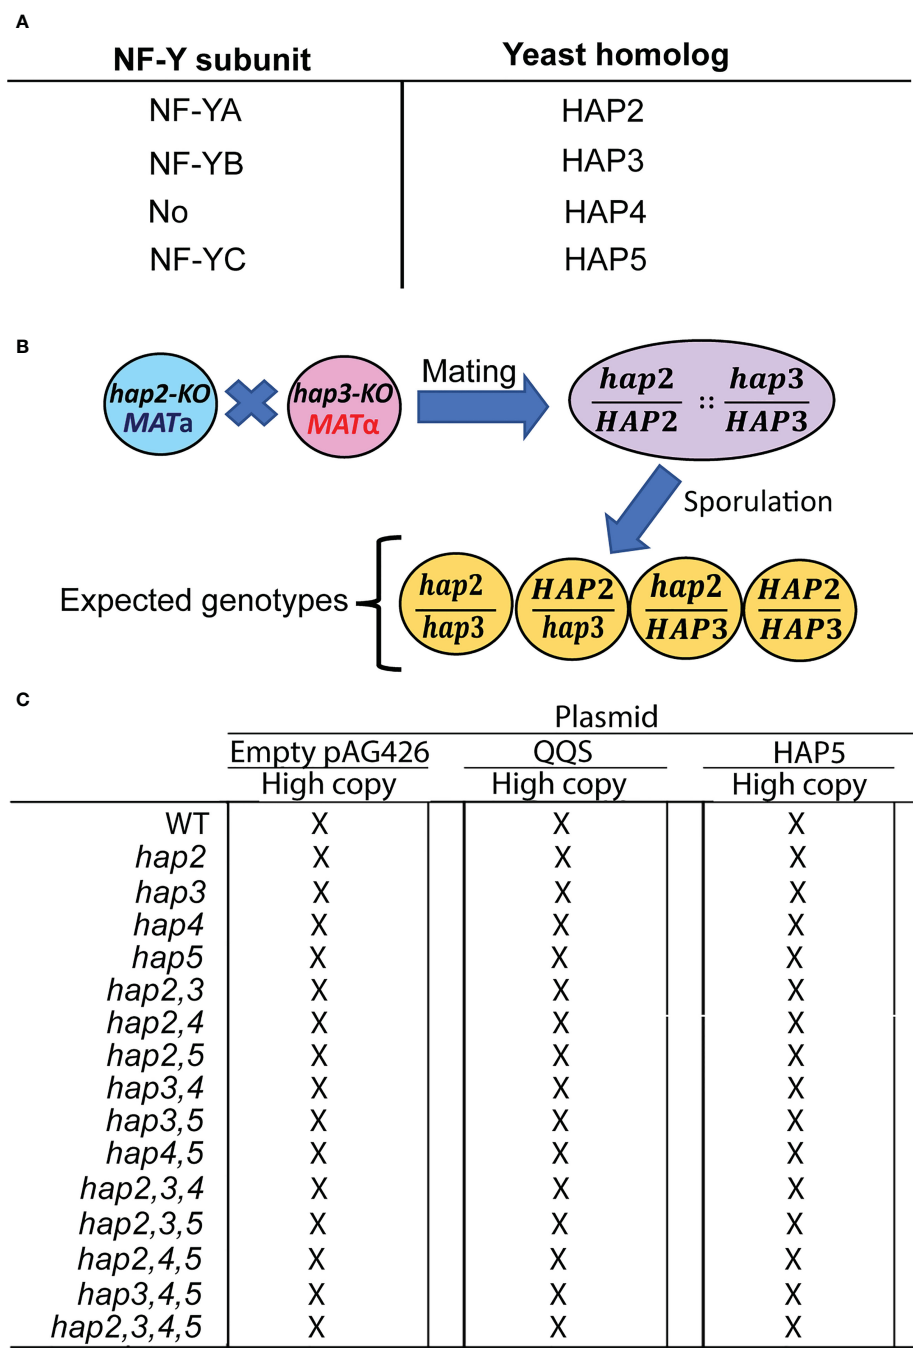 A
NF-Y subunit Yeast homolog
NF-YA HAP2
NF-YB HAP3
No HAP4
NF-YC HAP5
B
hap2-KO
MATa
hap3-KO
MATα
Mating
hap2 hap3
:: 
HAP2 HAP3
Sporulation
Expected genotypes
hap2 HAP2 hap2 HAP2
hap3 hap3 HAP3 HAP3
C
Plasmid
Empty pAG426 QQS HAP5
High copy High copy High copy
WT X X X
hap2 X X X
hap3 X X X
hap4 X X X
hap5 X X X
hap2,3 X X X
hap2,4 X X X
hap2,5 X X X
hap3,4 X X X
hap3,5 X X X
hap4,5 X X X
hap2,3,4 X X X
hap2,3,5 X X X
hap2,4,5 X X X
hap3,4,5 X X X
hap2,3,4,5 X X X